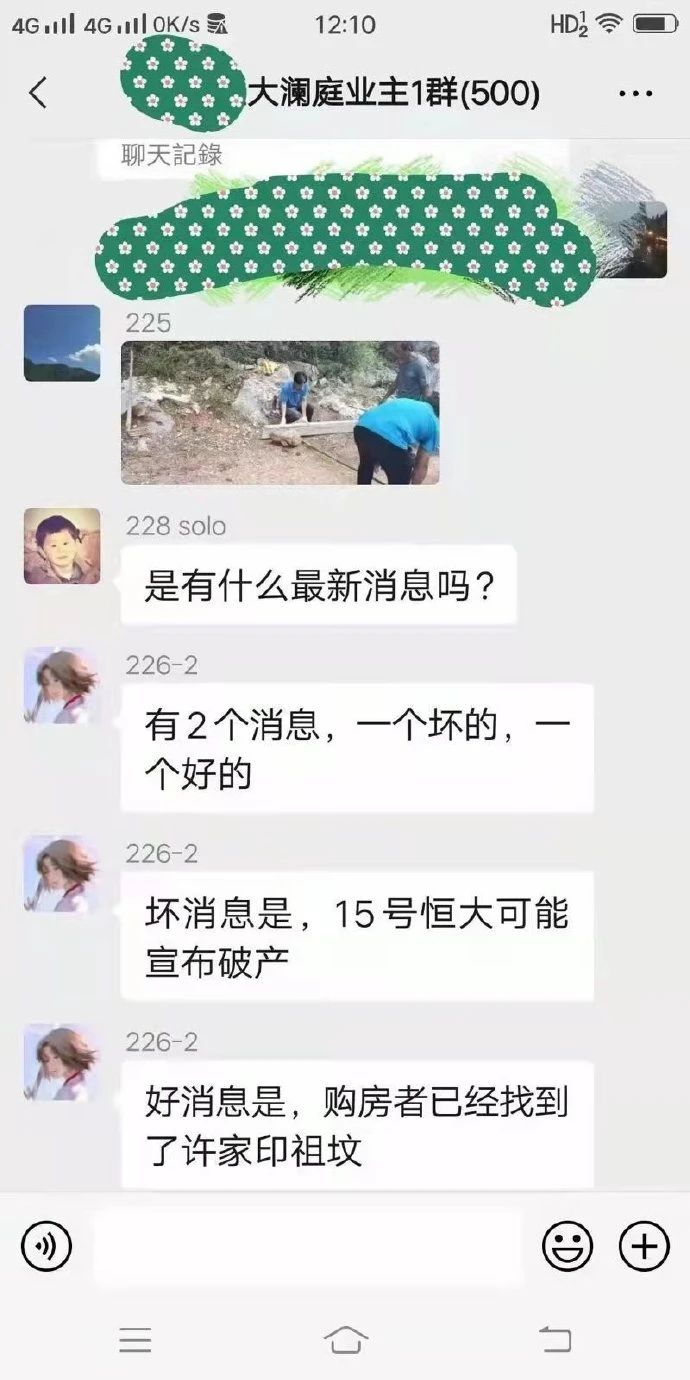 4G 4G 0K/s 12:10 HD 1 2
大澜庭业主1群(500)
聊天記錄
225
228 solo
是有什么最新消息吗？
226-2
有2个消息，一个坏的，一
个好的
226-2
坏消息是，15号恒大可能
宣布破产
226-2
好消息是，购房者已经找到
了许家印祖坟